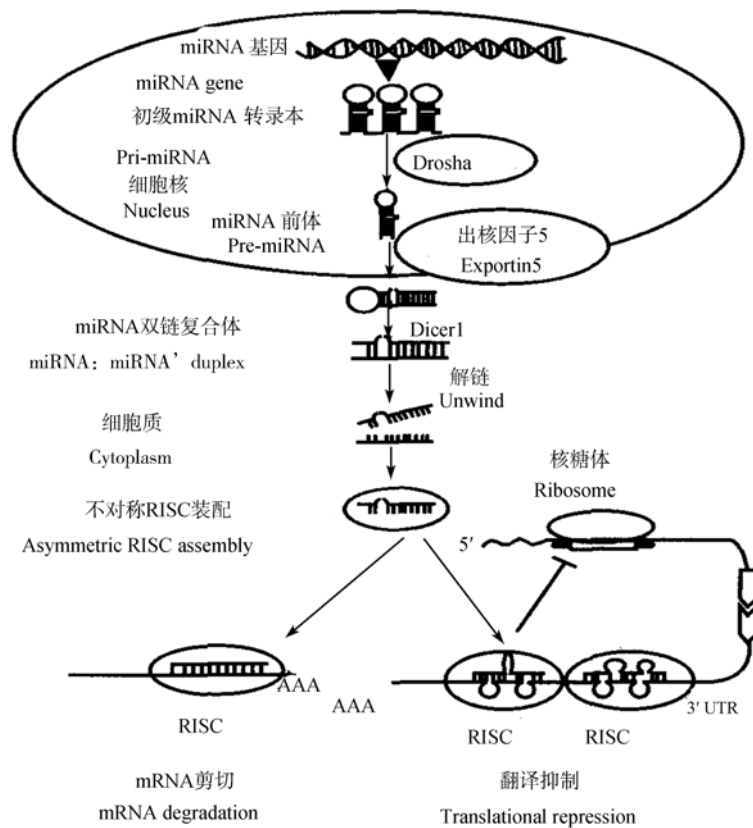 miRNA 基因
miRNA gene
初级miRNA 转录本
Pri-miRNA
Drosha
细胞核
Nucleus
miRNA 前体
Pre-miRNA
出核因子5
Exportin5
miRNA双链复合体
Dicer1
miRNA：miRNA’ duplex
解链
Unwind
细胞质
Cytoplasm
核糖体
Ribosome
不对称RISC装配
Asymmetric RISC assembly
5′
AAA
AAA
3′ UTR
RISC
RISC
RISC
mRNA剪切
mRNA degradation
翻译抑制
Translational repression